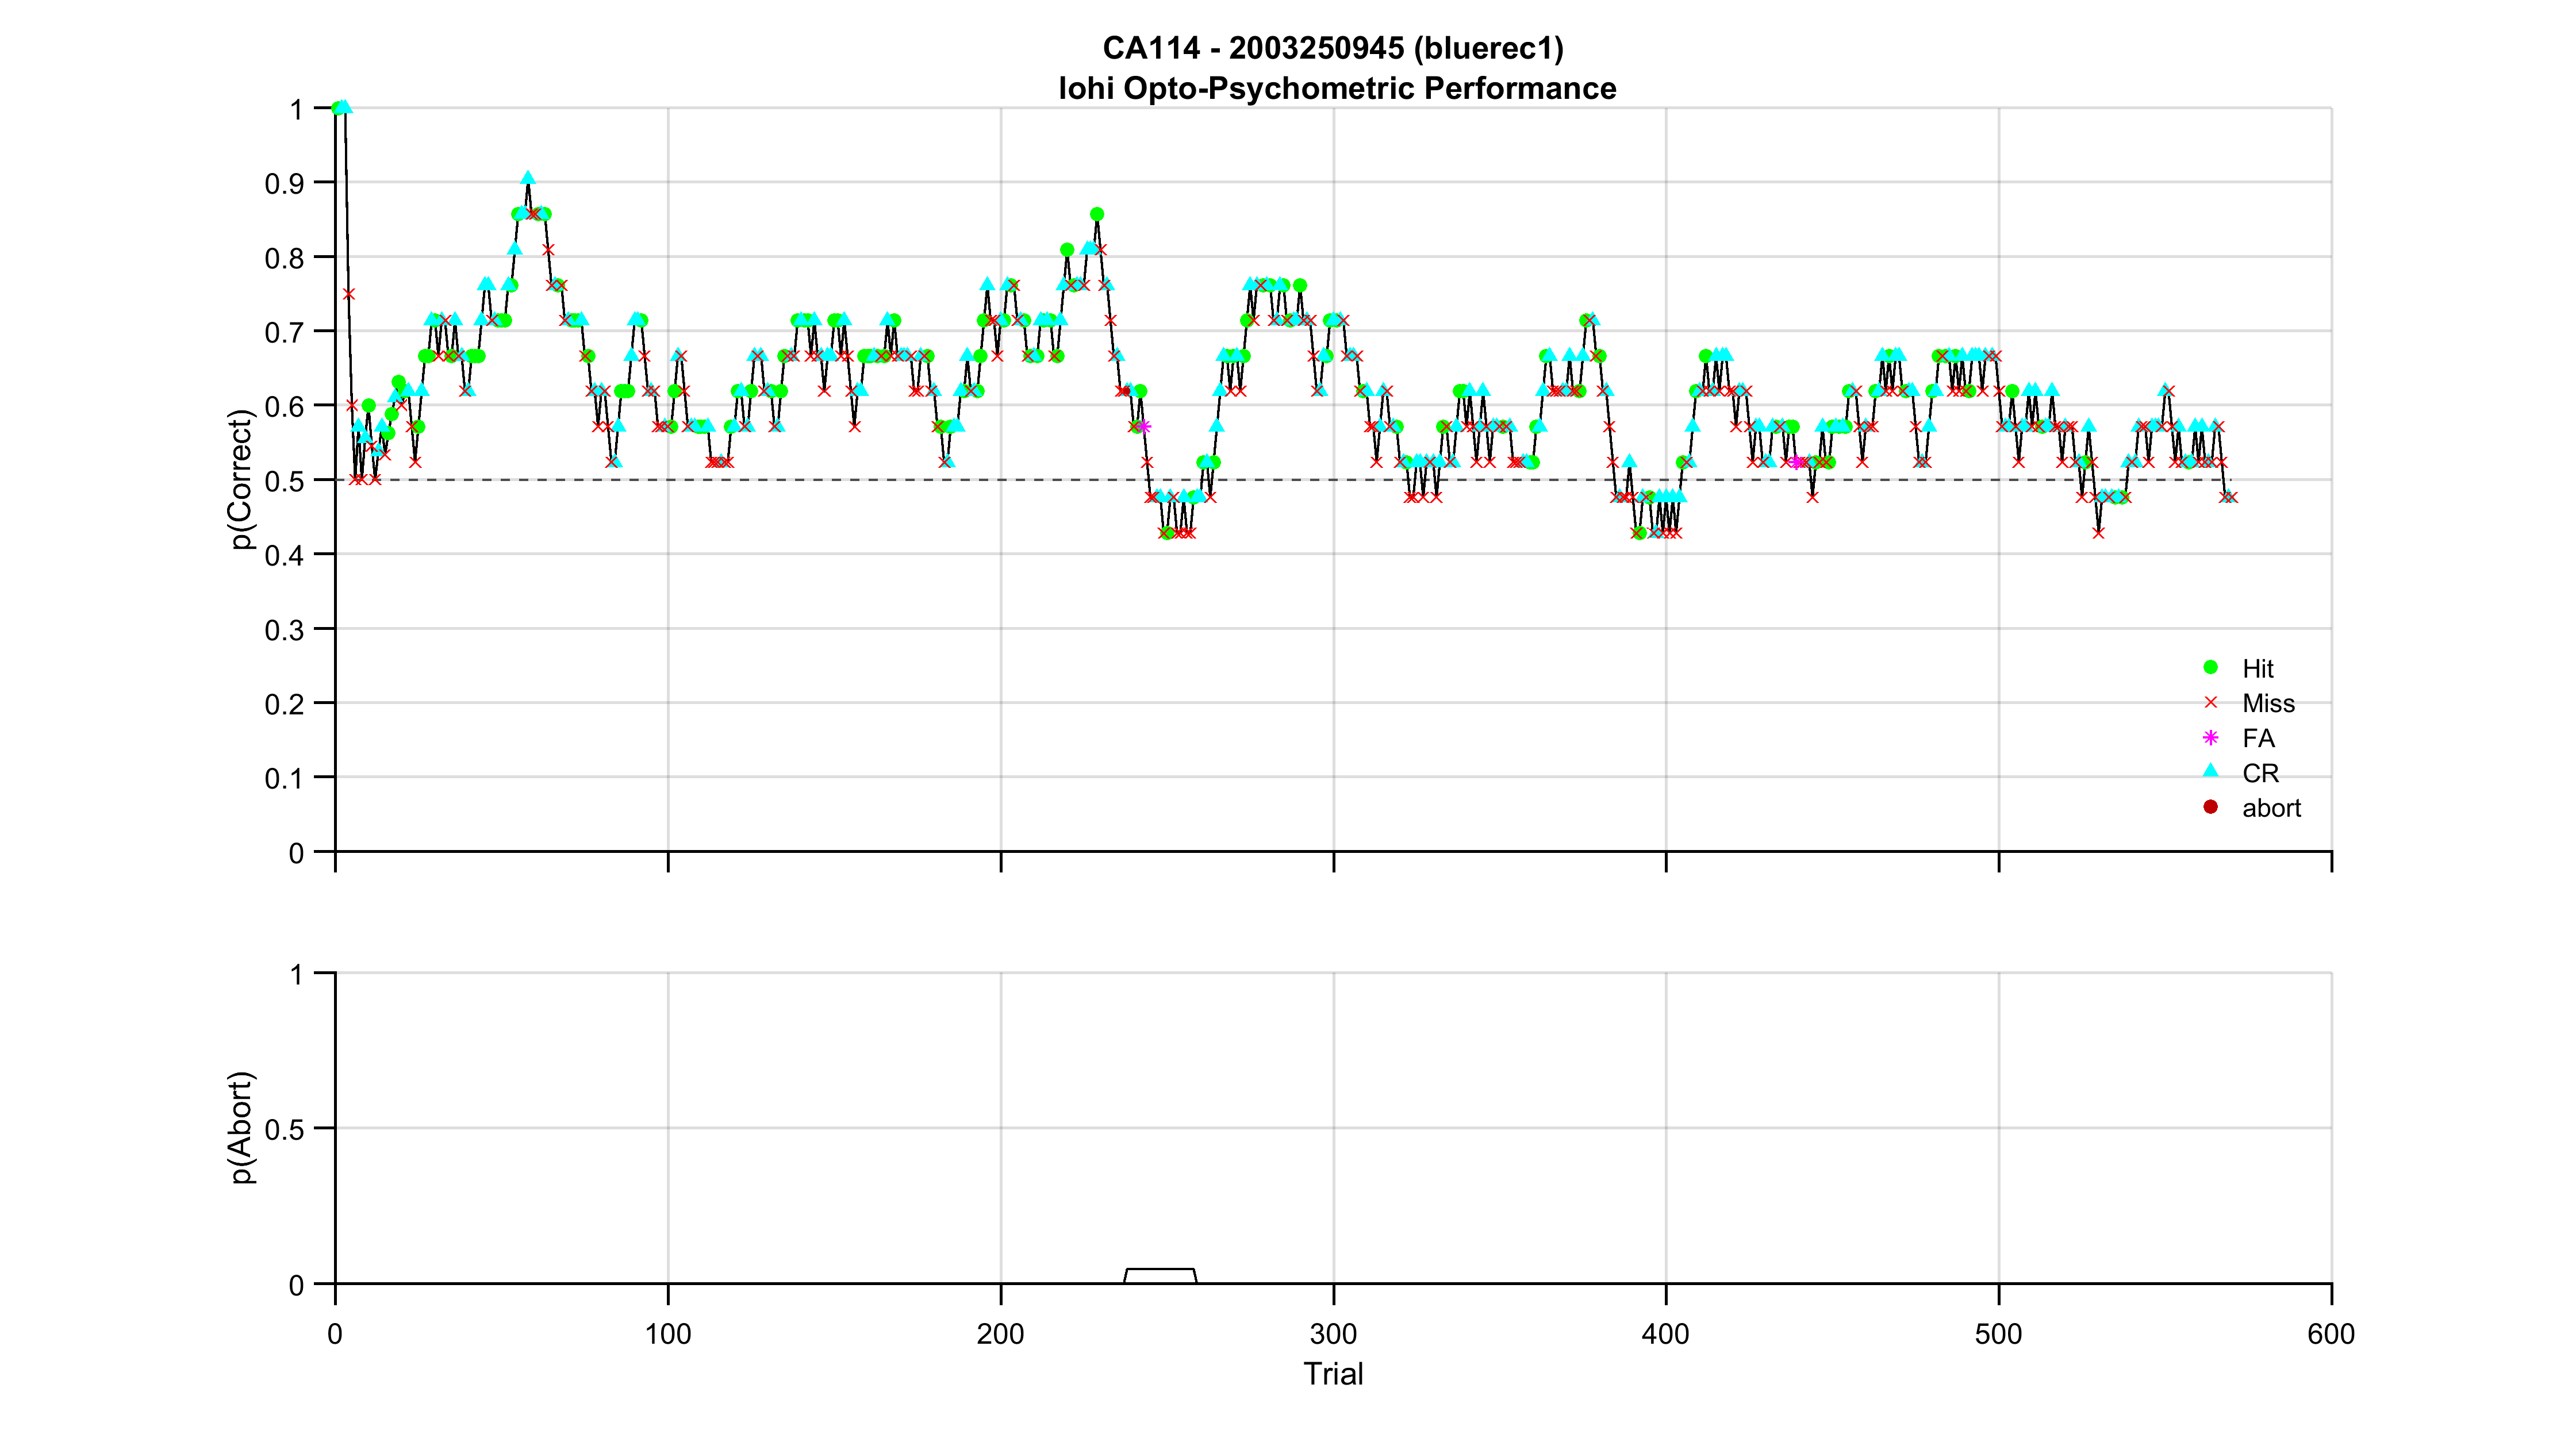 CA114 - 2003250945 (bluerec1)
lohi Opto-Psychometric Performance
1
0.9
0.8
0.7
0.6
0.5
0.4
0.3
0.2
0.1
0
p(Correct)
Hit
Miss
FA
CR
abort
1
0.5
0
p(Abort)
0 100 200 300 400 500 600
Trial